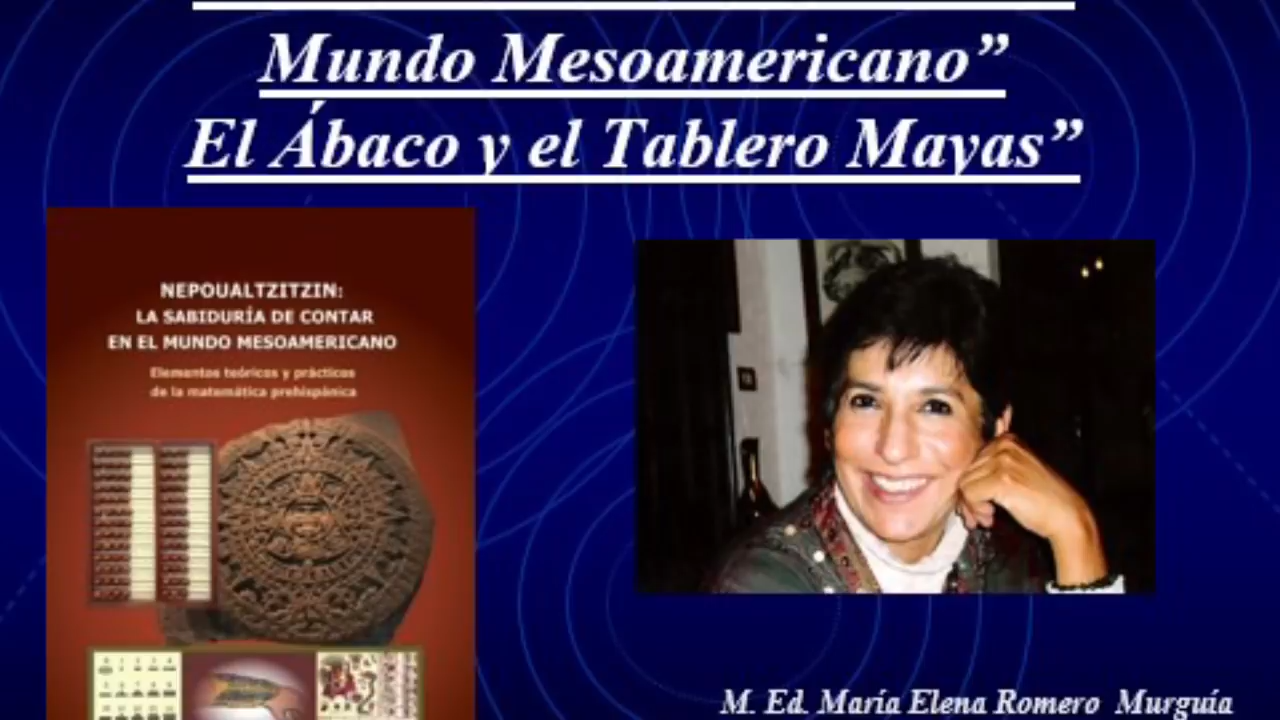 Mundo Mesoamericano”
El Ábaco y el Tablero Mayas”
NEPOUALTZITZIN:
LA SABIDURÍA DE CONTAR
EN EL MUNDO MESOAMERICANO
Elementos teóricos y prácticos
de la matemática prehispánica
M. Ed. María Elena Romero Murguía